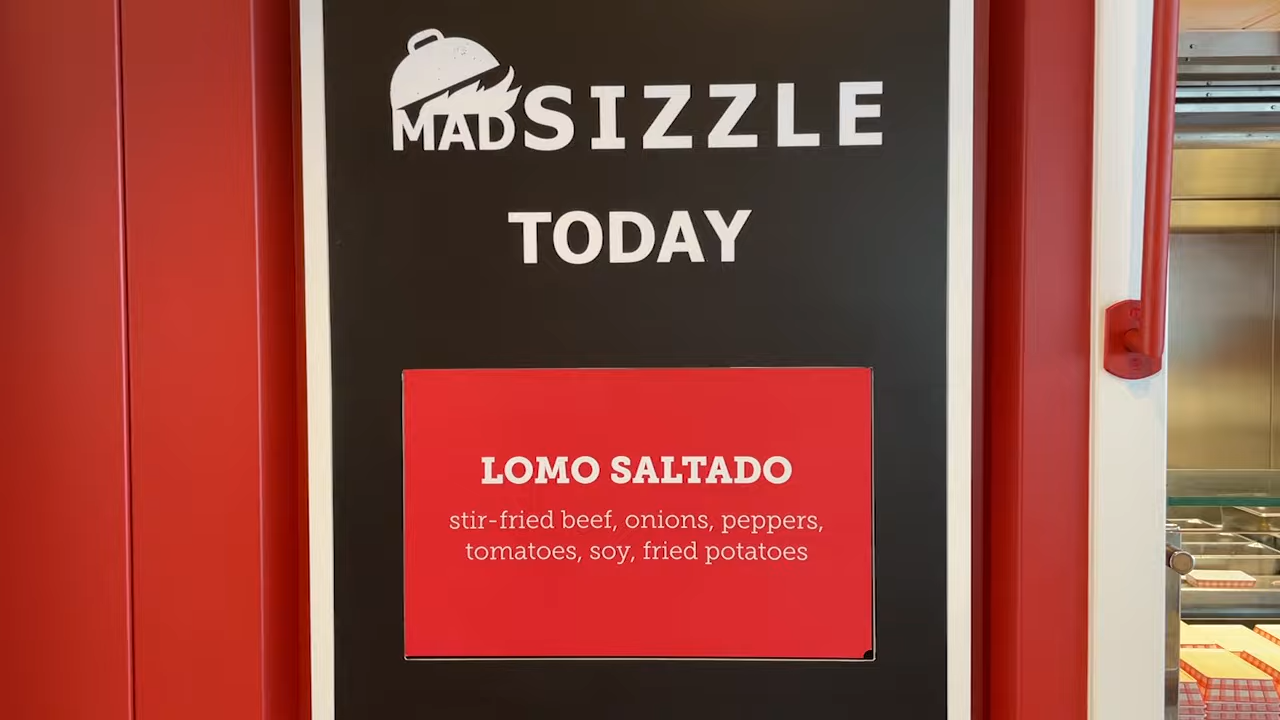 MADSIZZLE
TODAY
LOMO SALTADO
stir-fried beef, onions, peppers,
tomatoes, soy, fried potatoes